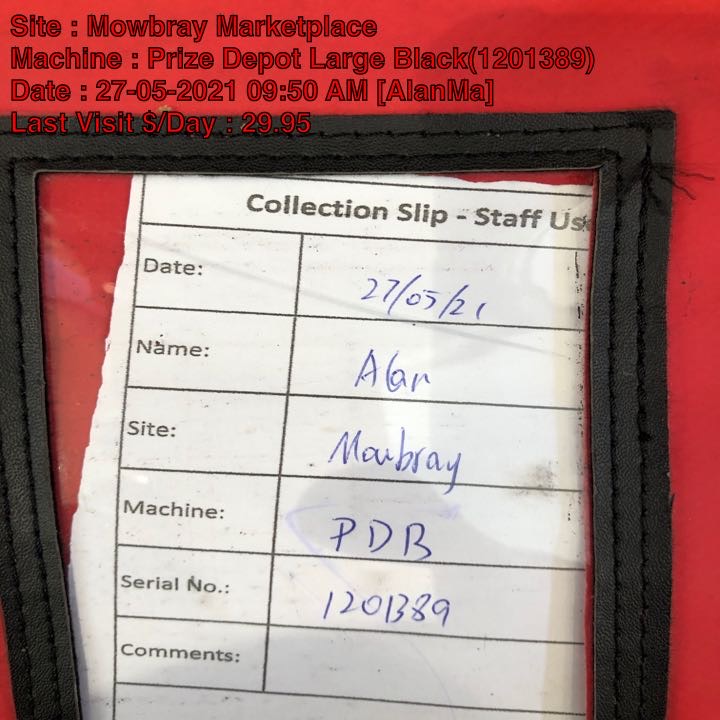 Site : Mowbray Marketplace
Machine : Prize Depot Large Black(1201389)
Date : 27-05-2021 09:50 AM [AlanMa]
Last Visit $/Day : 29.95
Collection Slip - Staff Us
Date: 27/05/21
Name: Alan
Site: Mowbray
Machine: PDB
Serial No.: 1201389
Comments: